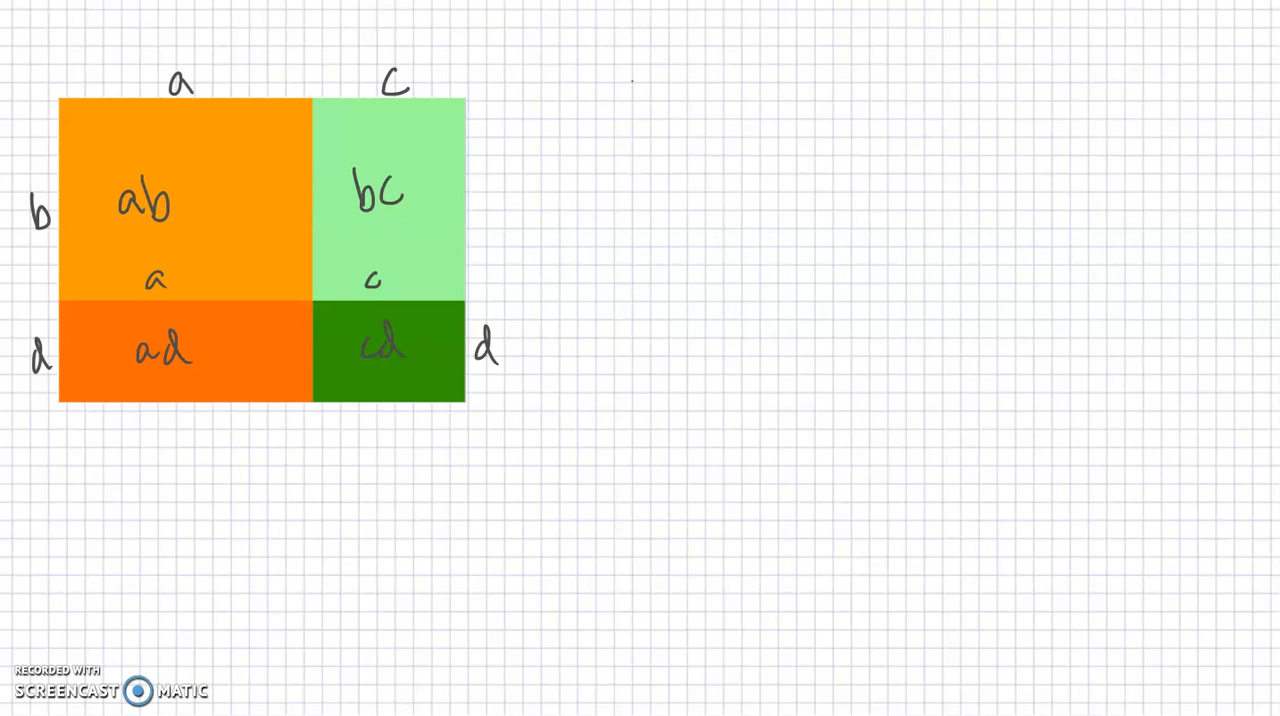 a c
b ab bc
a c
d ad cd d
RECORDED WITH
SCREENCAST MATIC